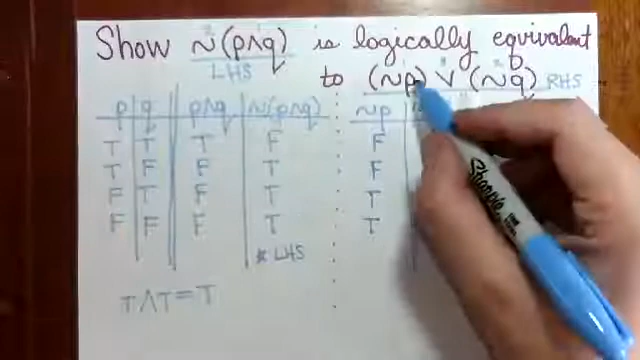 Show ~(p∧q) is logically equivalent
LHS
to (~p) ∨ (~q) RHS
p q p∧q ~(p∧q) ~p
T T T F F
T F F T F
F T F T T
F F F T T
* LHS
T∧T=T
Sharpie